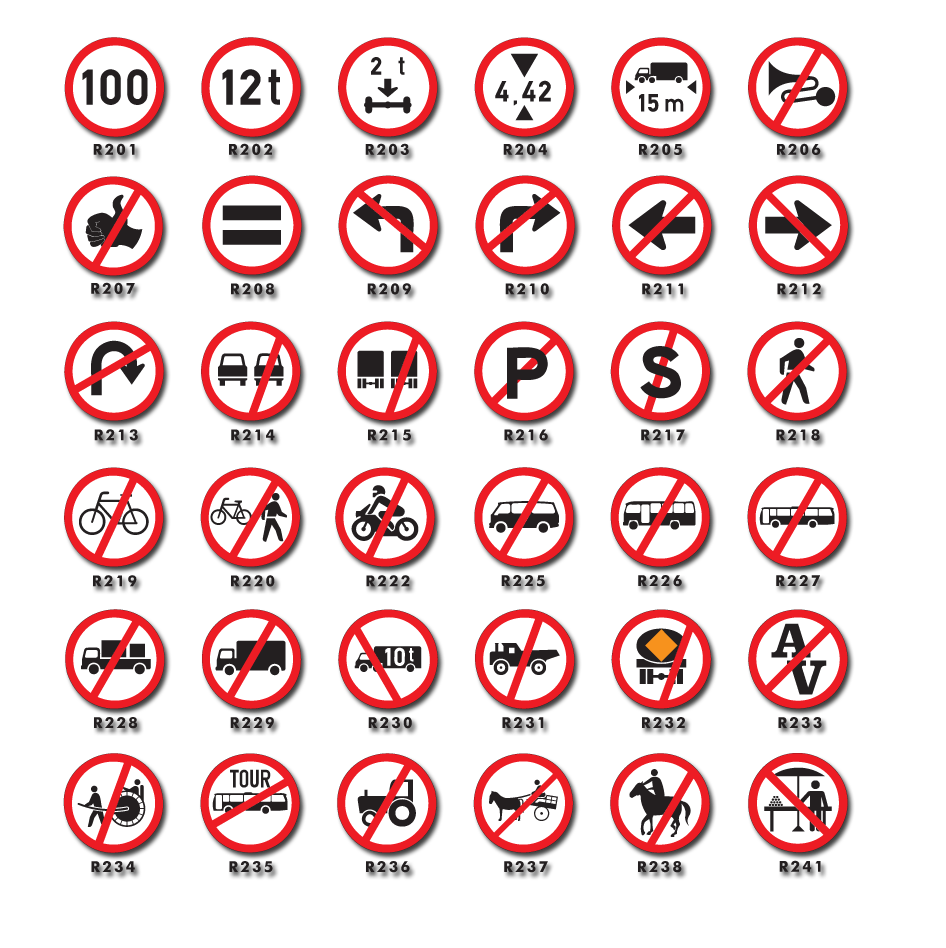 100 12t 2 t 4,42 15 m
R201 R202 R203 R204 R205 R206
R207 R208 R209 R210 R211 R212
P S
R213 R214 R215 R216 R217 R218
R219 R220 R222 R225 R226 R227
10t A V
R228 R229 R230 R231 R232 R233
TOUR
R234 R235 R236 R237 R238 R241